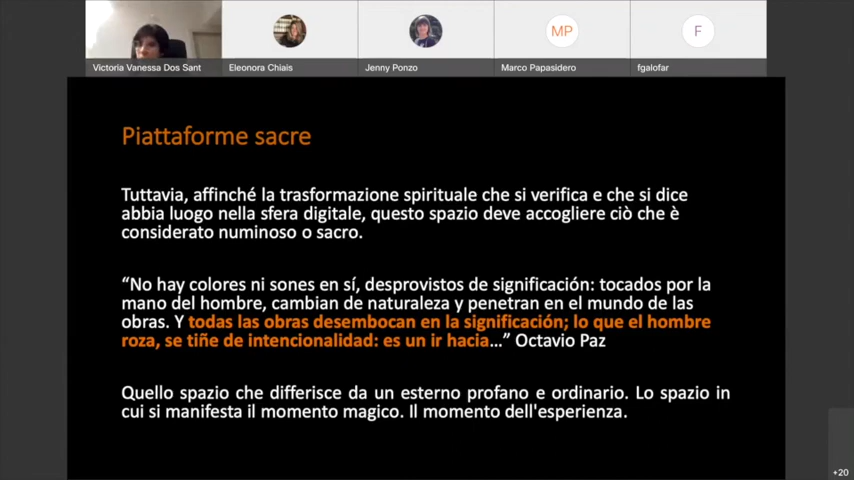 MP
F
Victoria Vanessa Dos Sant
Eleonora Chiais
Jenny Ponzo
Marco Papasidero
fgalofar
Piattaforme sacre
Tuttavia, affinché la trasformazione spirituale che si verifica e che si dice
abbia luogo nella sfera digitale, questo spazio deve accogliere ciò che è
considerato numinoso o sacro.
“No hay colores ni sones en sí, desprovistos de significación: tocados por la
mano del hombre, cambian de naturaleza y penetran en el mundo de las
obras. Y todas las obras desembocan en la significación; lo que el hombre
roza, se tiñe de intencionalidad: es un ir hacia…” Octavio Paz
Quello spazio che differisce da un esterno profano e ordinario. Lo spazio in
cui si manifesta il momento magico. Il momento dell'esperienza.
+20